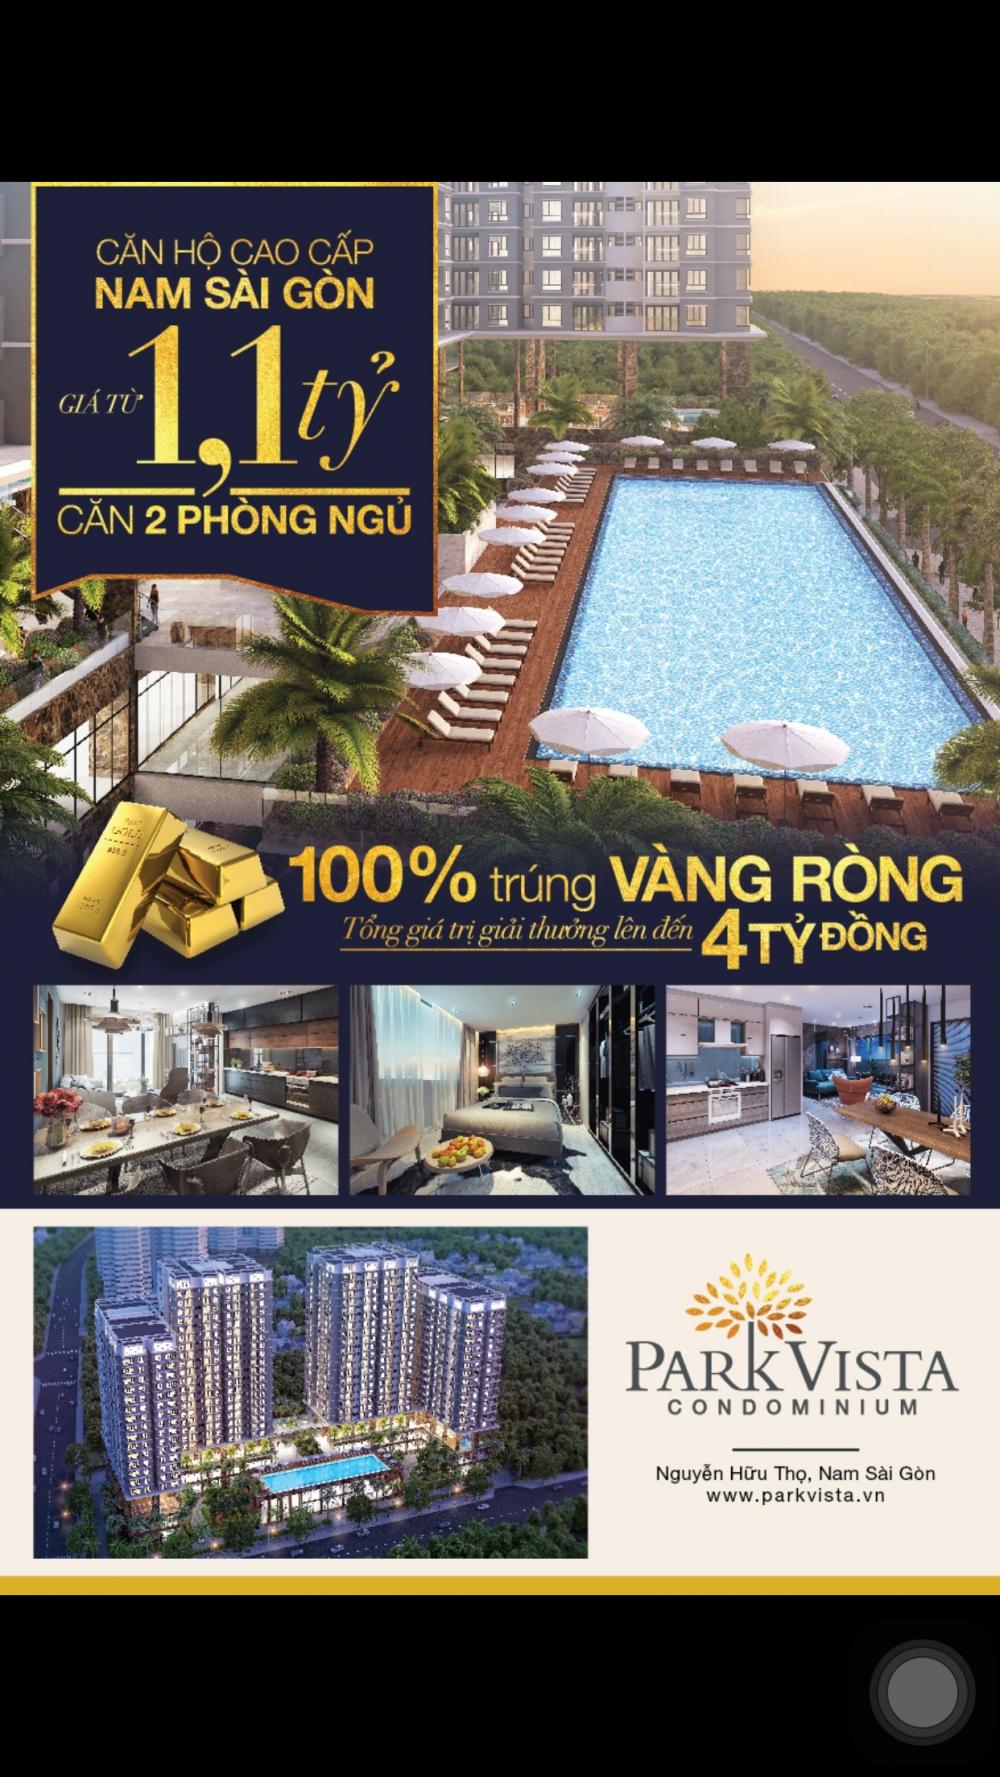 CĂN HỘ CAO CẤP
NAM SÀI GÒN
GIÁ TỪ 1,1 tỷ
CĂN 2 PHÒNG NGỦ
100% trúng VÀNG RÒNG
Tổng giá trị giải thưởng lên đến 4 TỶ ĐỒNG
PARK VISTA
CONDOMINIUM
Nguyễn Hữu Thọ, Nam Sài Gòn
www.parkvista.vn